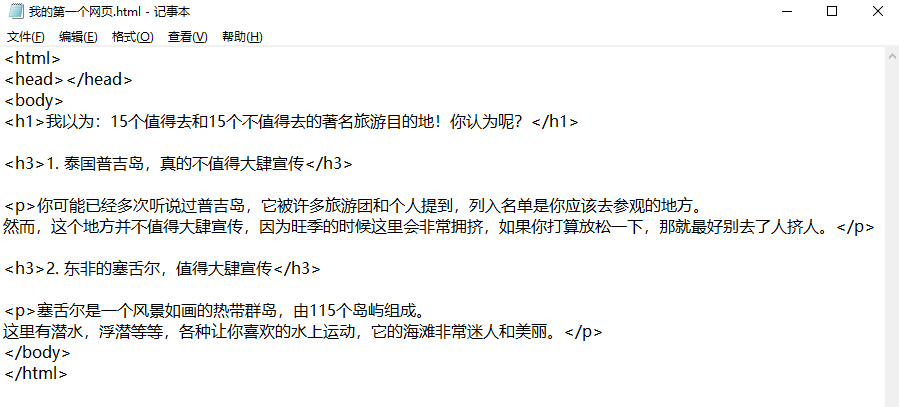 我的第一个网页.html - 记事本
文件(F) 编辑(E) 格式(O) 查看(V) 帮助(H)
<html>
<head></head>
<body>
<h1>我以为：15个值得去和15个不值得去的著名旅游目的地！你认为呢？</h1>
<h3>1. 泰国普吉岛，真的不值得大肆宣传</h3>
<p>你可能已经多次听说过普吉岛，它被许多旅游团和个人提到，列入名单是你应该去参观的地方。
然而，这个地方并不值得大肆宣传，因为旺季的时候这里会非常拥挤，如果你打算放松一下，那就最好别去了人挤人。</p>
<h3>2. 东非的塞舌尔，值得大肆宣传</h3>
<p>塞舌尔是一个风景如画的热带群岛，由115个岛屿组成。
这里有潜水，浮潜等等，各种让你喜欢的水上运动，它的海滩非常迷人和美丽。</p>
</body>
</html>